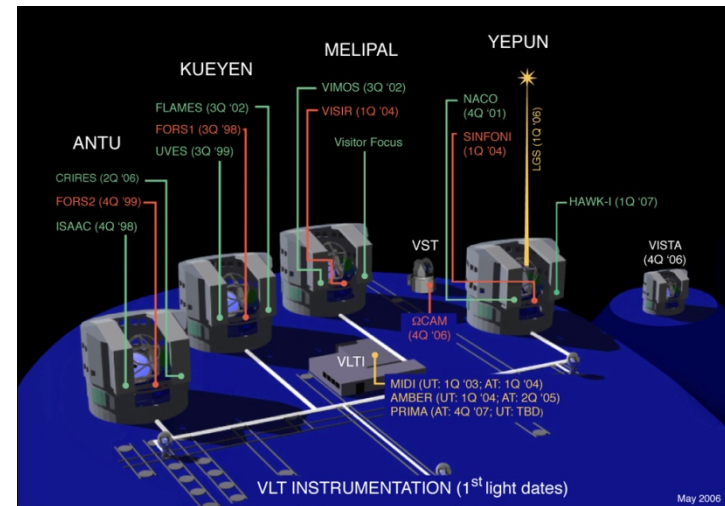 ANTU
CRIRES (2Q '06)
FORS2 (4Q '99)
ISAAC (4Q '98)
KUEYEN
FLAMES (3Q '02)
FORS1 (3Q '98)
UVES (3Q '99)
MELIPAL
VIMOS (3Q '02)
VISIR (1Q '04)
Visitor Focus
YEPUN
NACO
(4Q '01)
SINFONI
(1Q '04)
LGS (1Q '06)
HAWK-I (1Q '07)
VST
ΩCAM
(4Q '06)
VISTA
(4Q '06)
VLTI
MIDI (UT: 1Q '03; AT: 1Q '04)
AMBER (UT: 1Q '04; AT: 2Q '05)
PRIMA (AT: 4Q '07; UT: TBD)
VLT INSTRUMENTATION (1st light dates)
May 2006